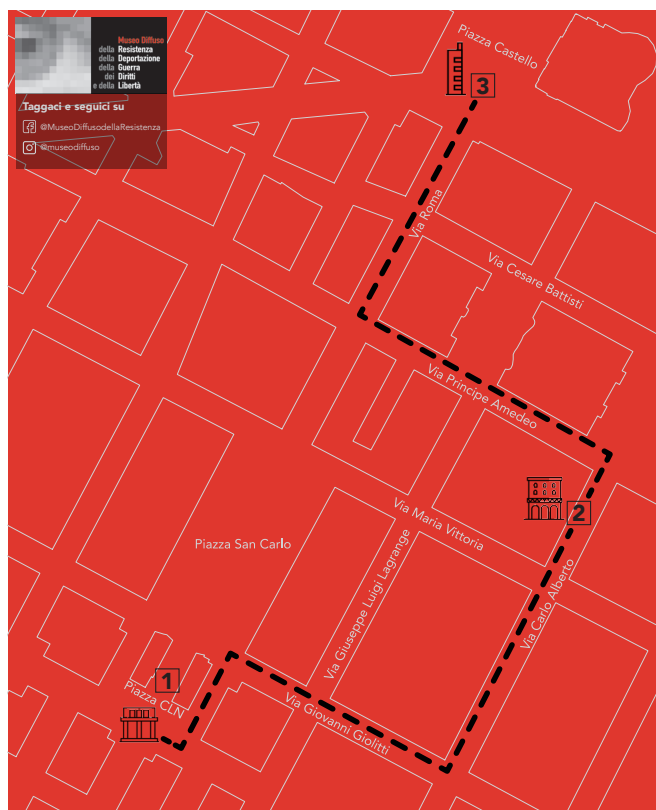 Museo Diffuso
della Resistenza
della Deportazione
della Guerra
dei Diritti
e della Libertà
Taggaci e seguici su
@MuseoDiffusodellaResistenza
@museodiffuso
Piazza Castello
3
Via Roma
Via Cesare Battisti
Via Principe Amedeo
2
Via Maria Vittoria
Piazza San Carlo
Via Giuseppe Luigi Lagrange
Via Carlo Alberto
1
Piazza CLN
Via Giovanni Giolitti